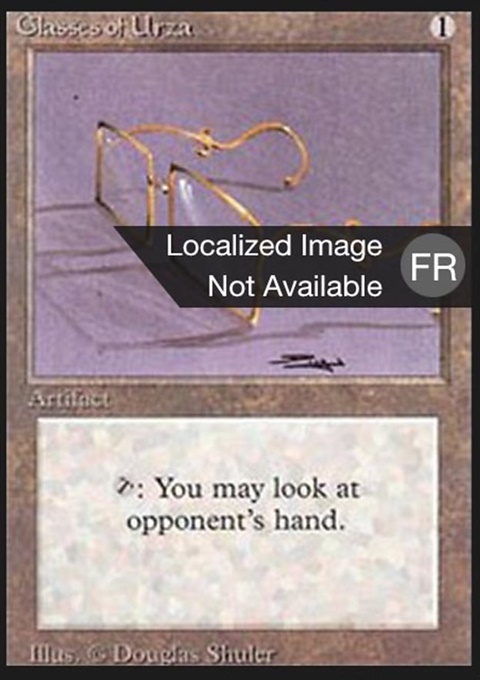 Glasses of Urza 1
Localized Image
Not Available
FR
Artifact
: You may look at
opponent's hand.
Illus. © Douglas Shuler